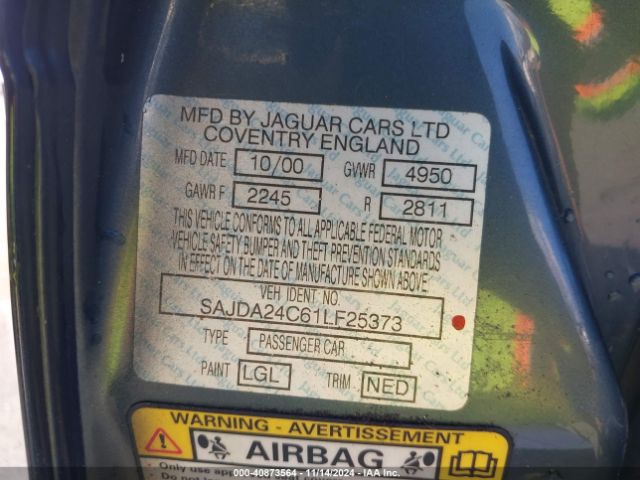 MFD BY JAGUAR CARS LTD
COVENTRY ENGLAND
MFD DATE 10/00 GVWR 4950
GAWR F 2245 R 2811
THIS VEHICLE CONFORMS TO ALL APPLICABLE FEDERAL MOTOR
VEHICLE SAFETY BUMPER AND THEFT PREVENTION STANDARDS
IN EFFECT ON THE DATE OF MANUFACTURE SHOWN ABOVE
VEH IDENT. NO.
SAJDA24C61LF25373
TYPE PASSENGER CAR
PAINT LGL TRIM NED
WARNING - AVERTISSEMENT
AIRBAG
000-40873564 - 11/14/2024 - IAA Inc.